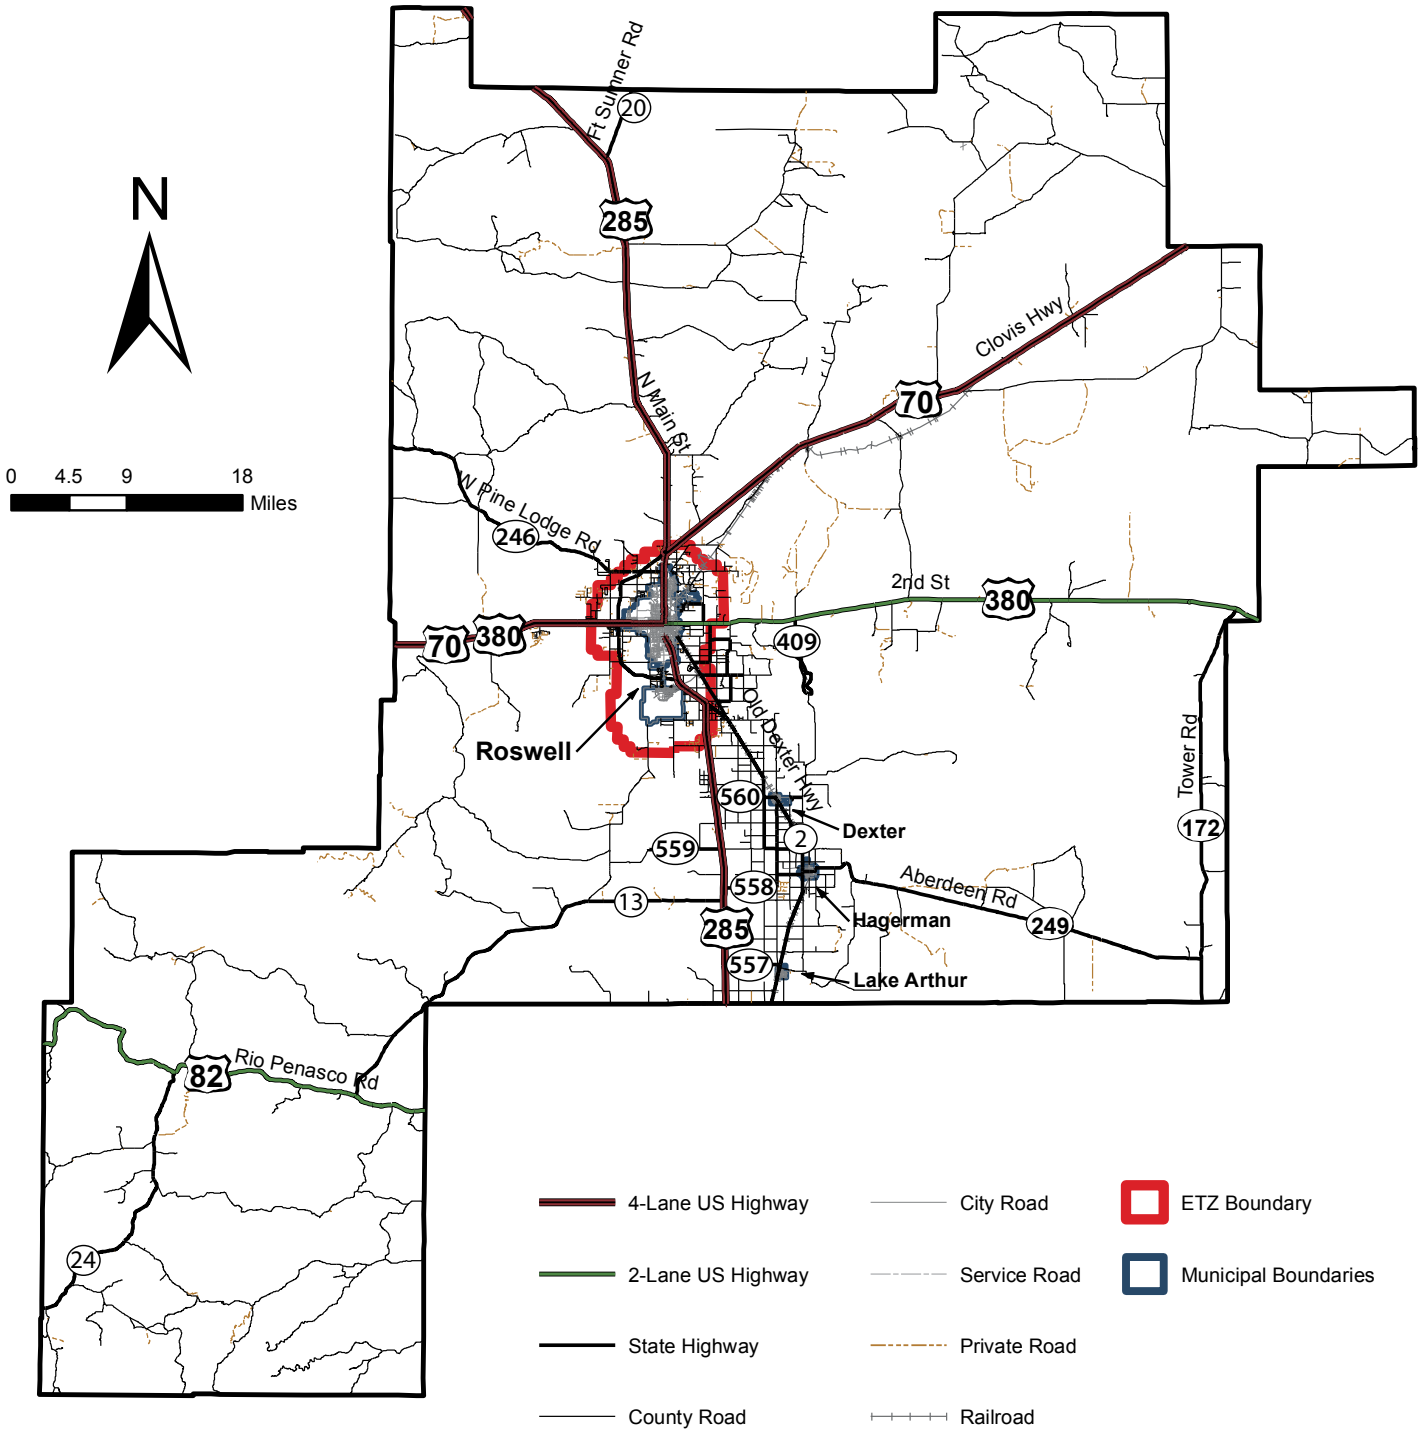 Ft Sumner Rd
20
N
285
Clovis Hwy
70
N Main St
0 4.5 9 18
Miles
W Pine Lodge Rd
246
2nd St
380
70
380
409
Roswell
Old Dexter Hwy
Tower Rd
560
Dexter
2
172
559
558
Aberdeen Rd
13
Hagerman
249
285
557
Lake Arthur
82
Rio Penasco Rd
24
4-Lane US Highway
City Road
ETZ Boundary
2-Lane US Highway
Service Road
Municipal Boundaries
State Highway
Private Road
County Road
Railroad